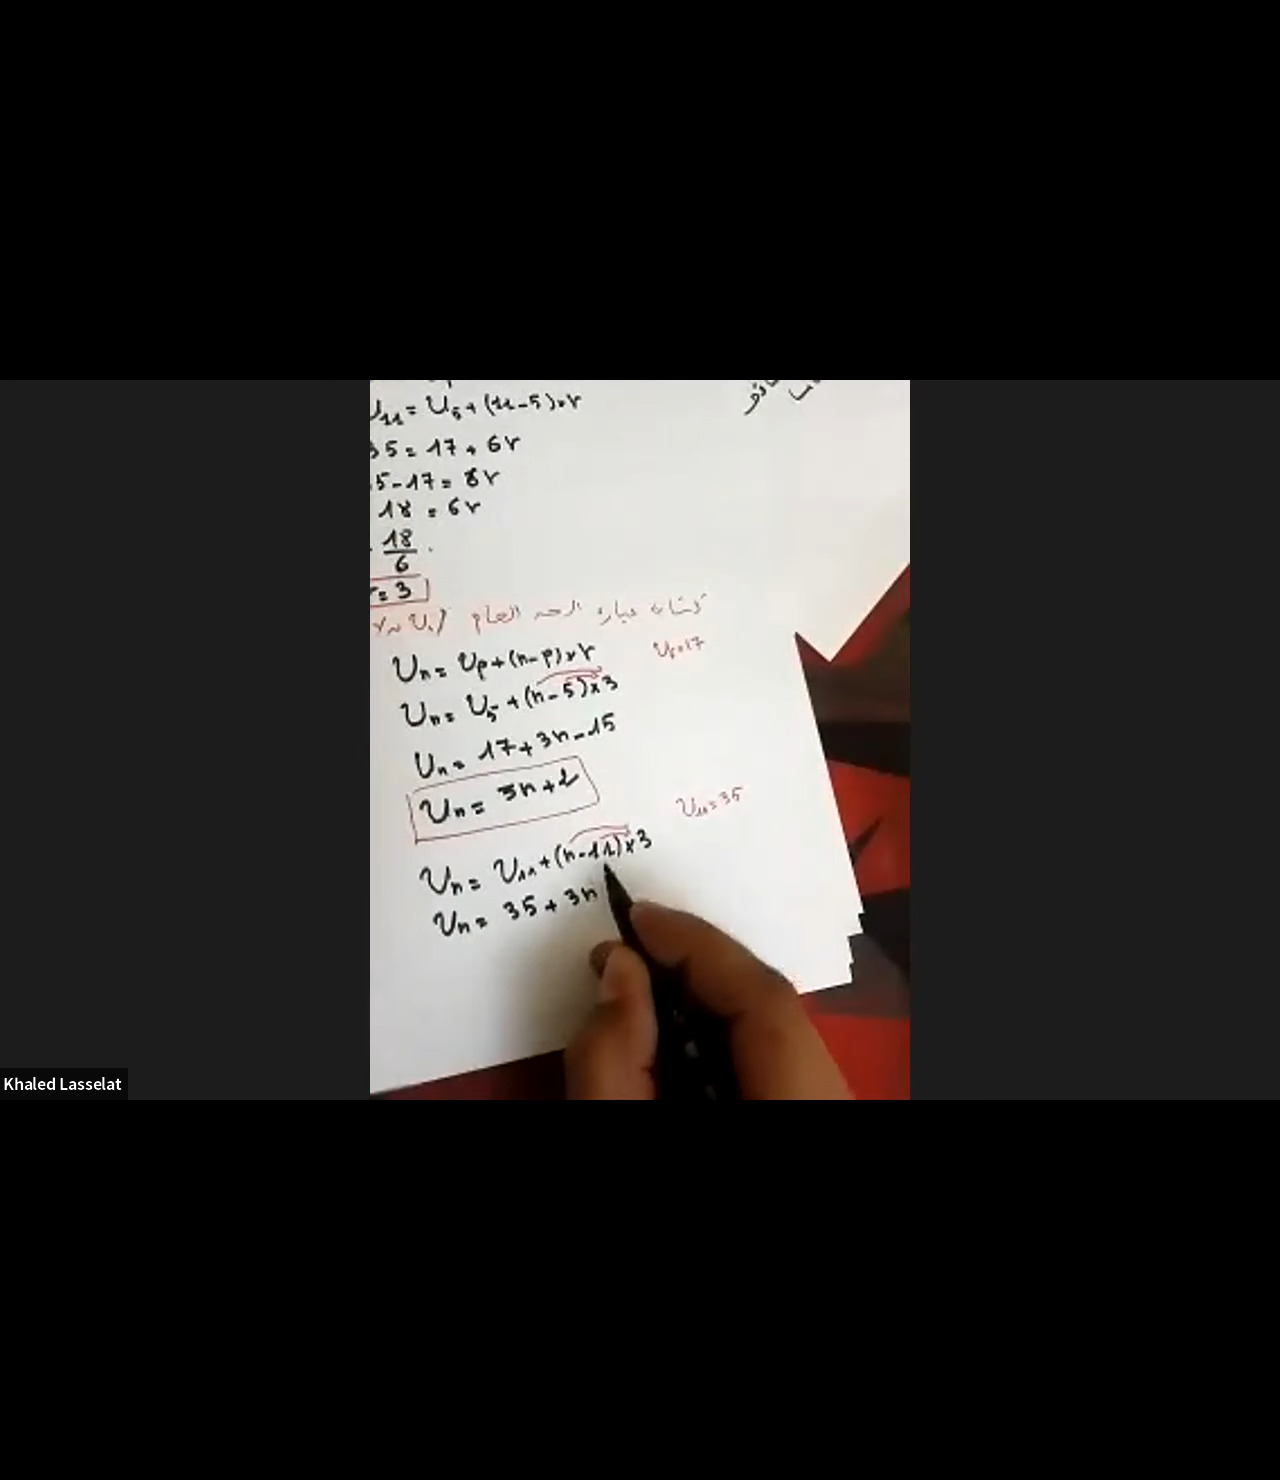 U₁₁ = U₅ + (11-5)×r
35 = 17 + 6r
5-17 = 6r
18 = 6r
18/6
r = 3
كتابة عبارة الحد العام
Uₙ = Up + (n-p)×r
U₅=17
Uₙ = U₅ + (n-5)×3
Uₙ = 17+3n-15
Uₙ = 3n+2
U₁₁=35
Uₙ = U₁₁ + (n-11)×3
Uₙ = 35 + 3n
Khaled Lasselat